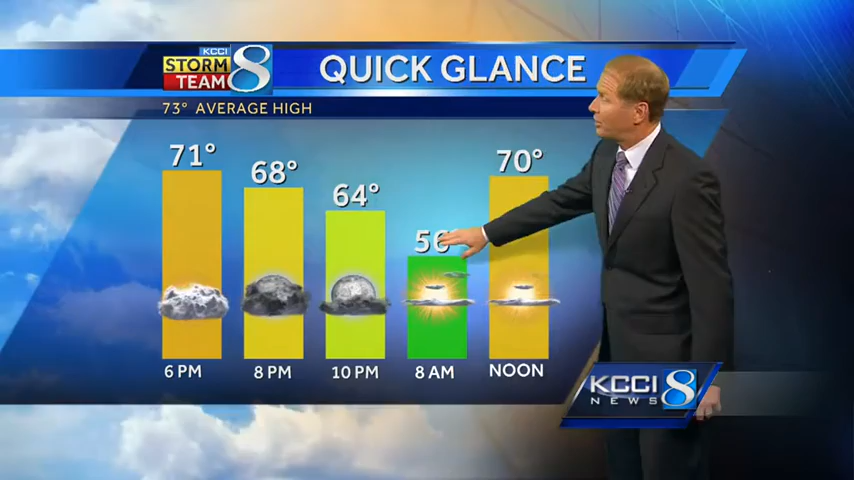 KCCI
STORM
TEAM 8
QUICK GLANCE
73° AVERAGE HIGH
71°
68°
64°
70°
6 PM
8 PM
10 PM
8 AM
NOON
KCCI 8
NEWS